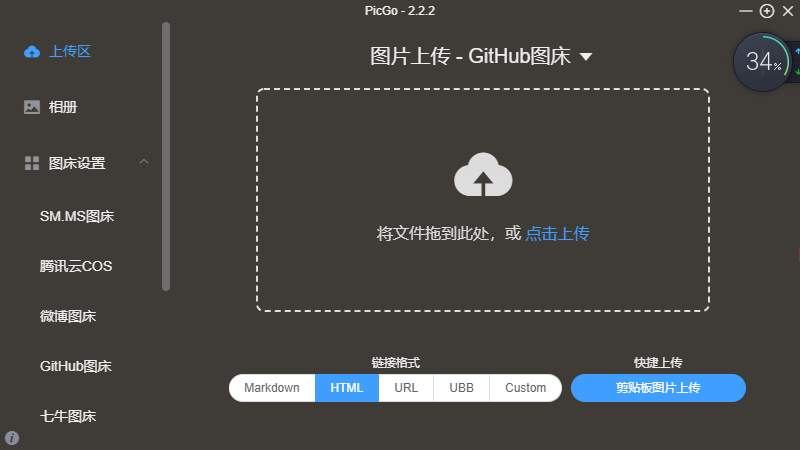 PicGo - 2.2.2
上传区
相册
图床设置
SM.MS图床
腾讯云COS
微博图床
GitHub图床
七牛图床
图片上传 - GitHub图床
34%
将文件拖到此处，或 点击上传
链接格式
Markdown HTML URL UBB Custom
快捷上传
剪贴板图片上传